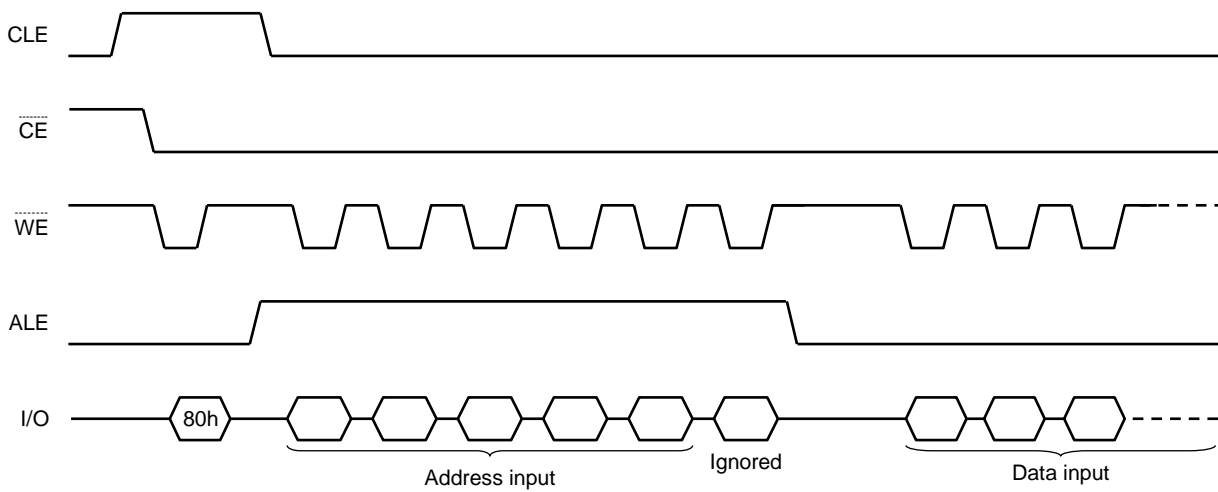 CLE
CE
WE
ALE
I/O
80h
Address input
Ignored
Data input